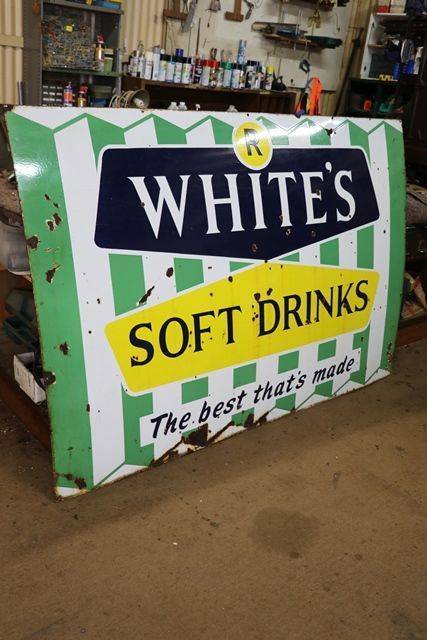 R
WHITE'S
SOFT DRINKS
The best that's made